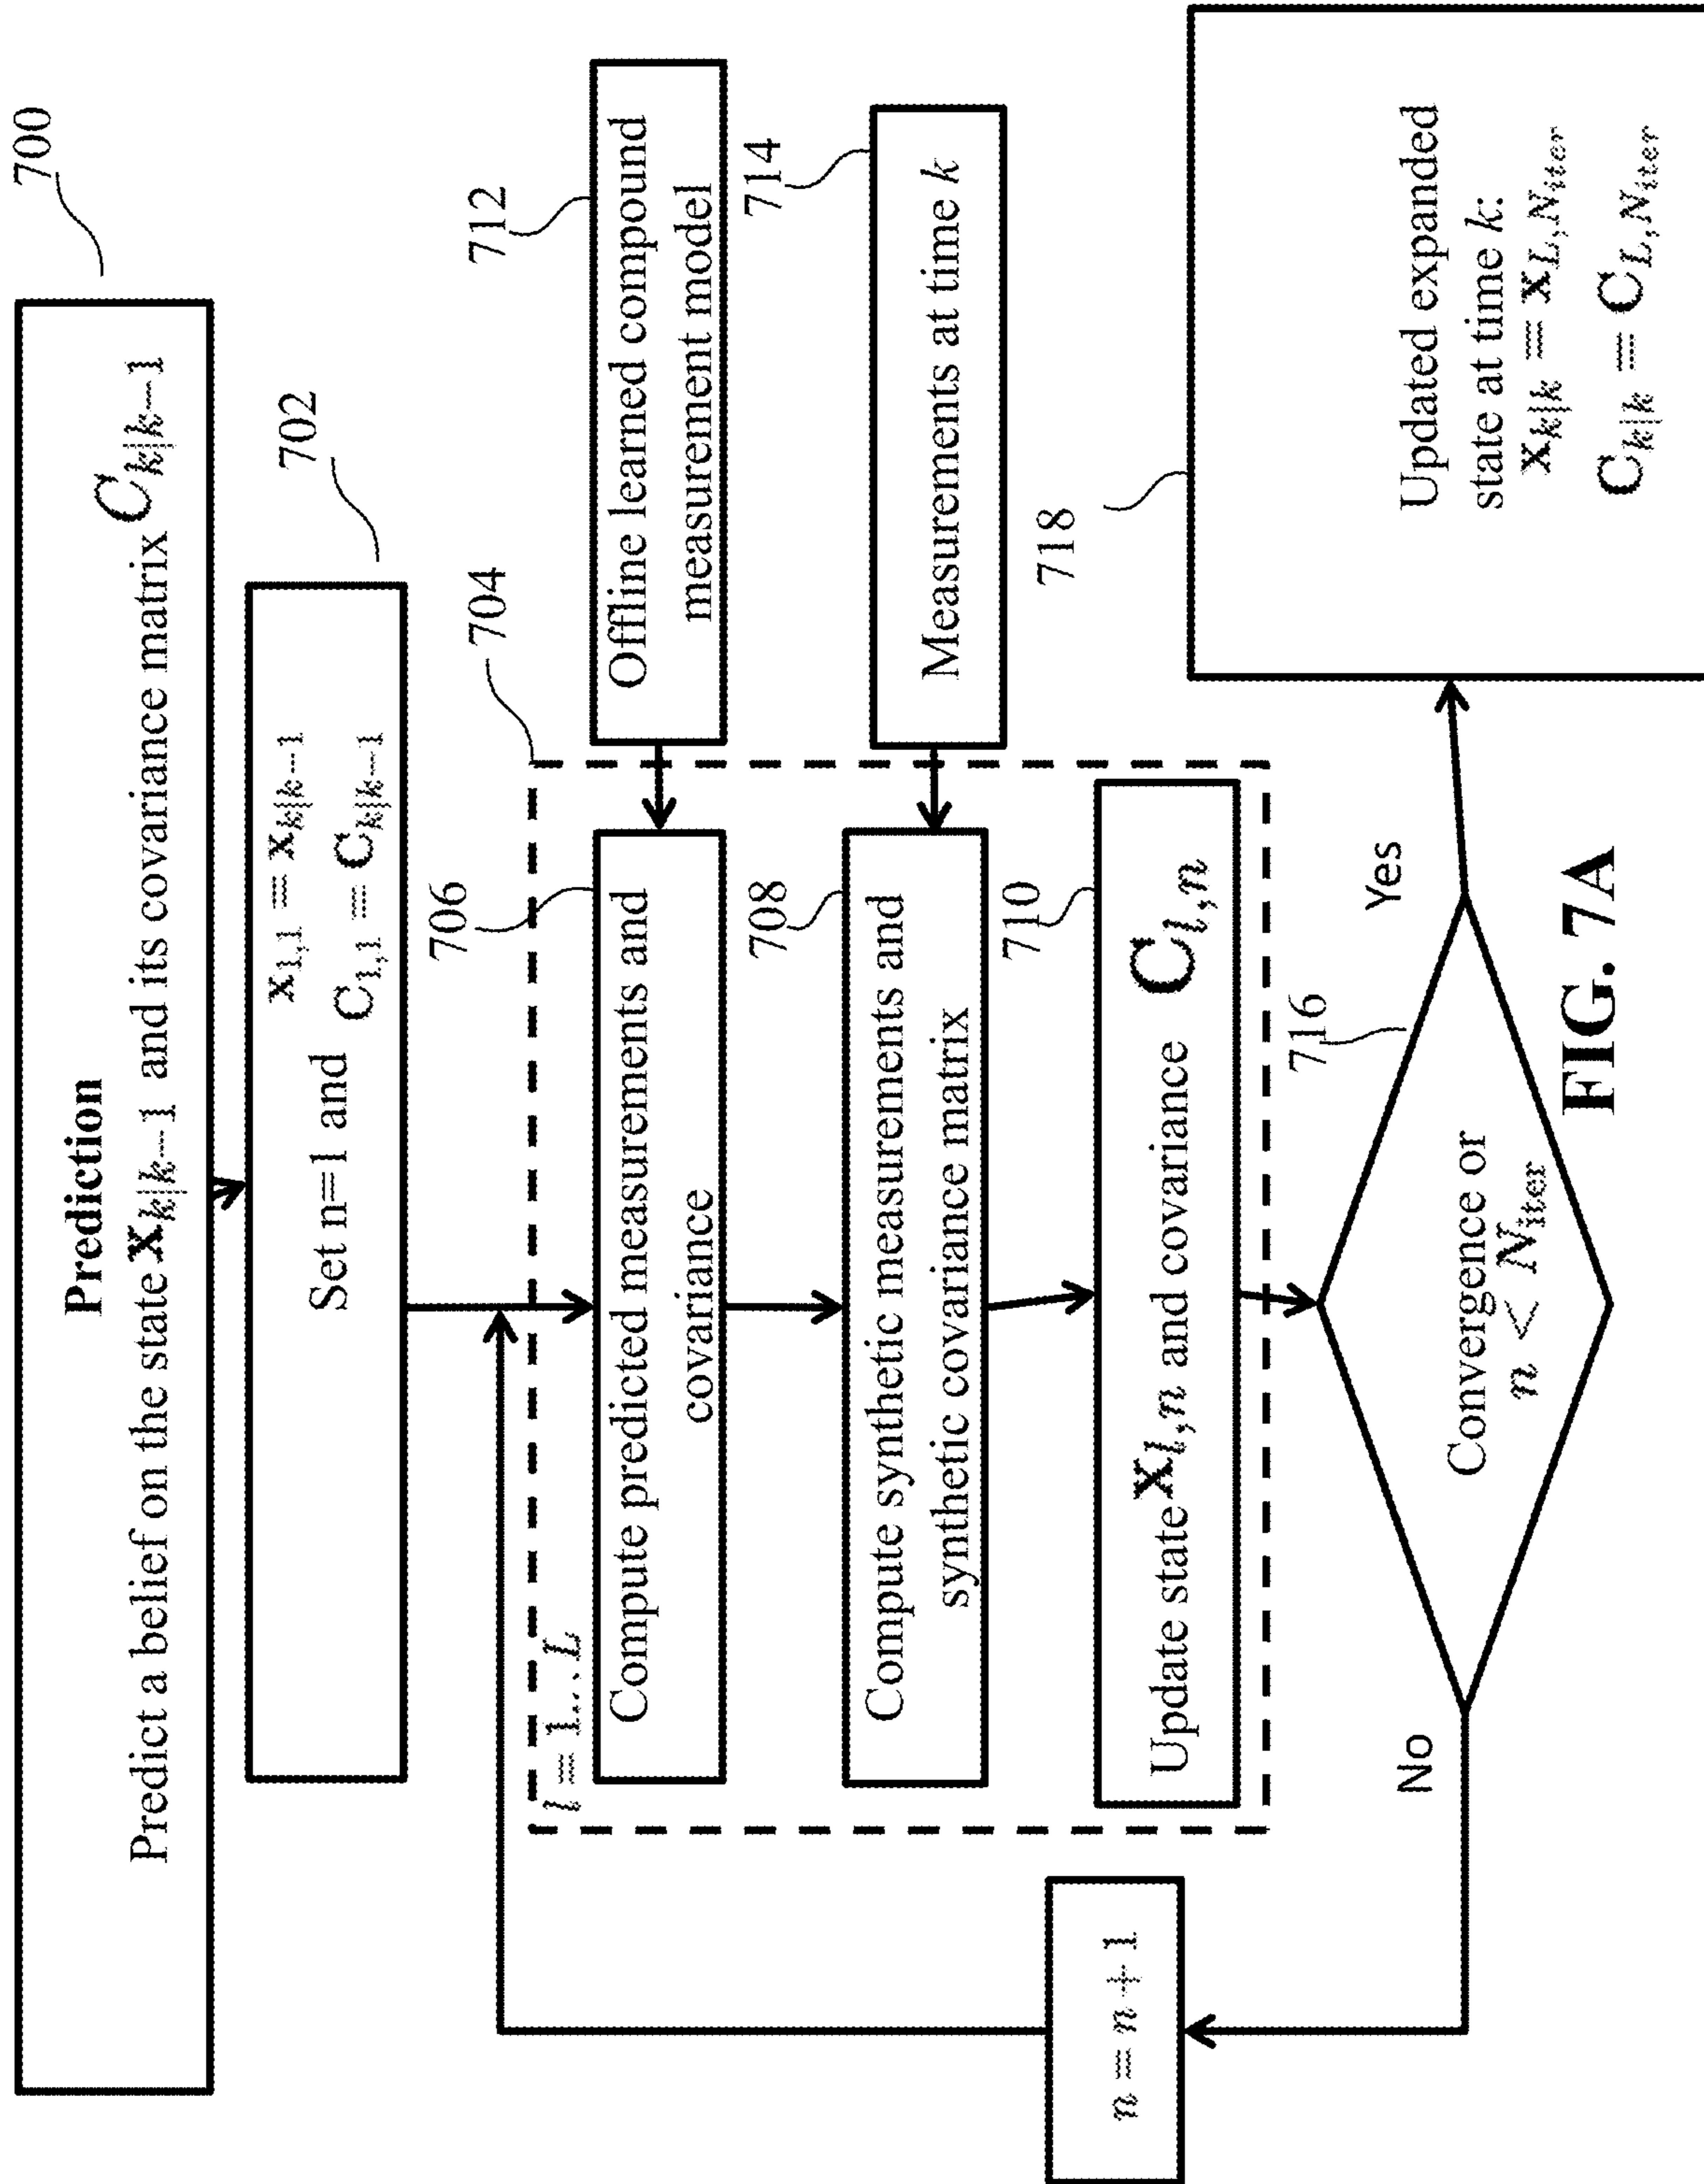 Prediction
Predict a belief on the state x_{k|k-1} and its covariance matrix C_{k|k-1}
700
Set n=1 and
x_{1,1} = x_{k|k-1}
C_{1,1} = C_{k|k-1}
702
704
l = 1...L
706
Compute predicted measurements and
covariance
712
Offline learned compound
measurement model
708
Compute synthetic measurements and
synthetic covariance matrix
714
Measurements at time k
710
Update state x_{l,n} and covariance C_{l,n}
716
Convergence or
n < N_{iter}
No
Yes
n = n + 1
718
Updated expanded
state at time k:
x_{k|k} = x_{L,N_{iter}}
C_{k|k} = C_{L,N_{iter}}
FIG. 7A